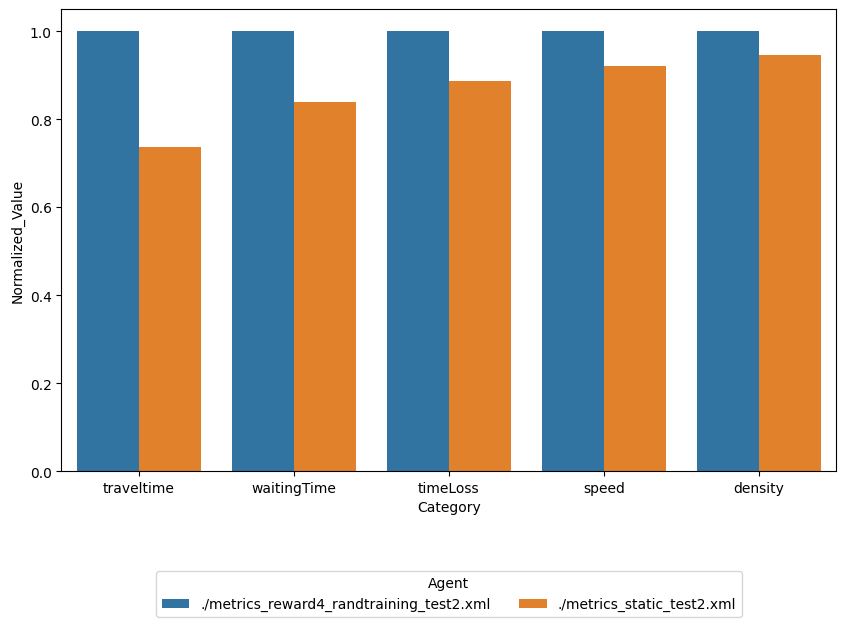 1.0
0.8
0.6
0.4
0.2
0.0
Normalized_Value
traveltime waitingTime timeLoss speed density
Category
Agent
./metrics_reward4_randtraining_test2.xml ./metrics_static_test2.xml